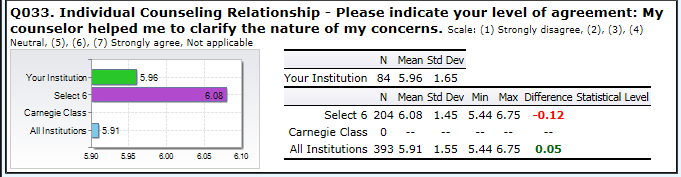 Q033. Individual Counseling Relationship - Please indicate your level of agreement: My
counselor helped me to clarify the nature of my concerns. Scale: (1) Strongly disagree, (2), (3), (4)
Neutral, (5), (6), (7) Strongly agree, Not applicable
Your Institution 5.96
Select 6 6.08
Carnegie Class
All Institutions 5.91
5.90 5.95 6.00 6.05 6.10
N Mean Std Dev
Your Institution 84 5.96 1.65
N Mean Std Dev Min Max Difference Statistical Level
Select 6 204 6.08 1.45 5.44 6.75 -0.12
Carnegie Class 0 -- -- -- -- --
All Institutions 393 5.91 1.55 5.44 6.75 0.05